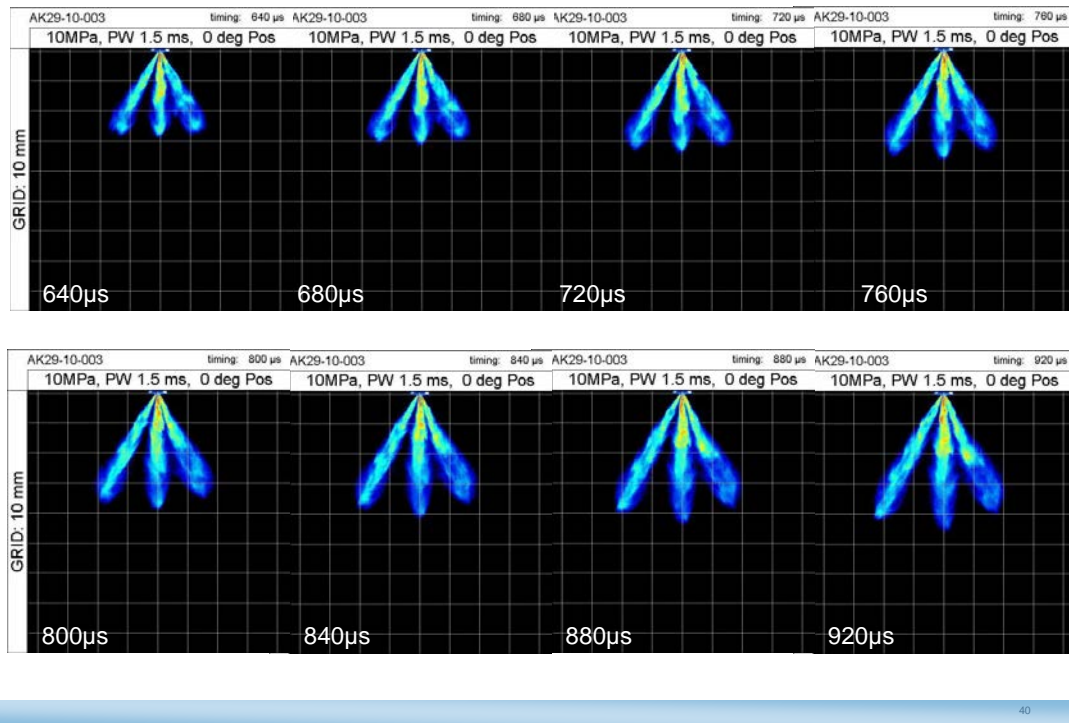 AK29-10-003 timing: 640 µs AK29-10-003 timing: 680 µs AK29-10-003 timing: 720 µs AK29-10-003 timing: 760 µs
10MPa, PW 1.5 ms, 0 deg Pos 10MPa, PW 1.5 ms, 0 deg Pos 10MPa, PW 1.5 ms, 0 deg Pos 10MPa, PW 1.5 ms, 0 deg Pos
GRID: 10 mm
640µs 680µs 720µs 760µs
AK29-10-003 timing: 800 µs AK29-10-003 timing: 840 µs AK29-10-003 timing: 880 µs AK29-10-003 timing: 920 µs
10MPa, PW 1.5 ms, 0 deg Pos 10MPa, PW 1.5 ms, 0 deg Pos 10MPa, PW 1.5 ms, 0 deg Pos 10MPa, PW 1.5 ms, 0 deg Pos
GRID: 10 mm
800µs 840µs 880µs 920µs
40